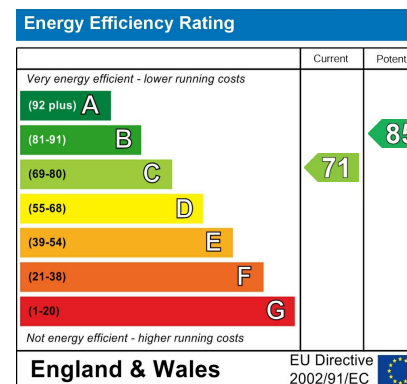 Energy Efficiency Rating
Current Potent
Very energy efficient - lower running costs
(92 plus) A
(81-91) B
85
(69-80) C
71
(55-68) D
(39-54) E
(21-38) F
(1-20) G
Not energy efficient - higher running costs
England & Wales
EU Directive
2002/91/EC